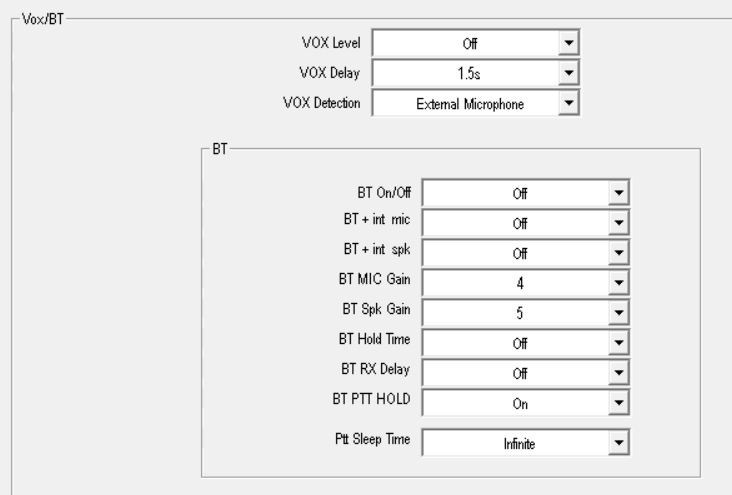 Vox/BT
VOX Level Off
VOX Delay 1.5s
VOX Detection External Microphone
BT
BT On/Off Off
BT + int mic Off
BT + int spk Off
BT MIC Gain 4
BT Spk Gain 5
BT Hold Time Off
BT RX Delay Off
BT PTT HOLD On
Ptt Sleep Time Infinite